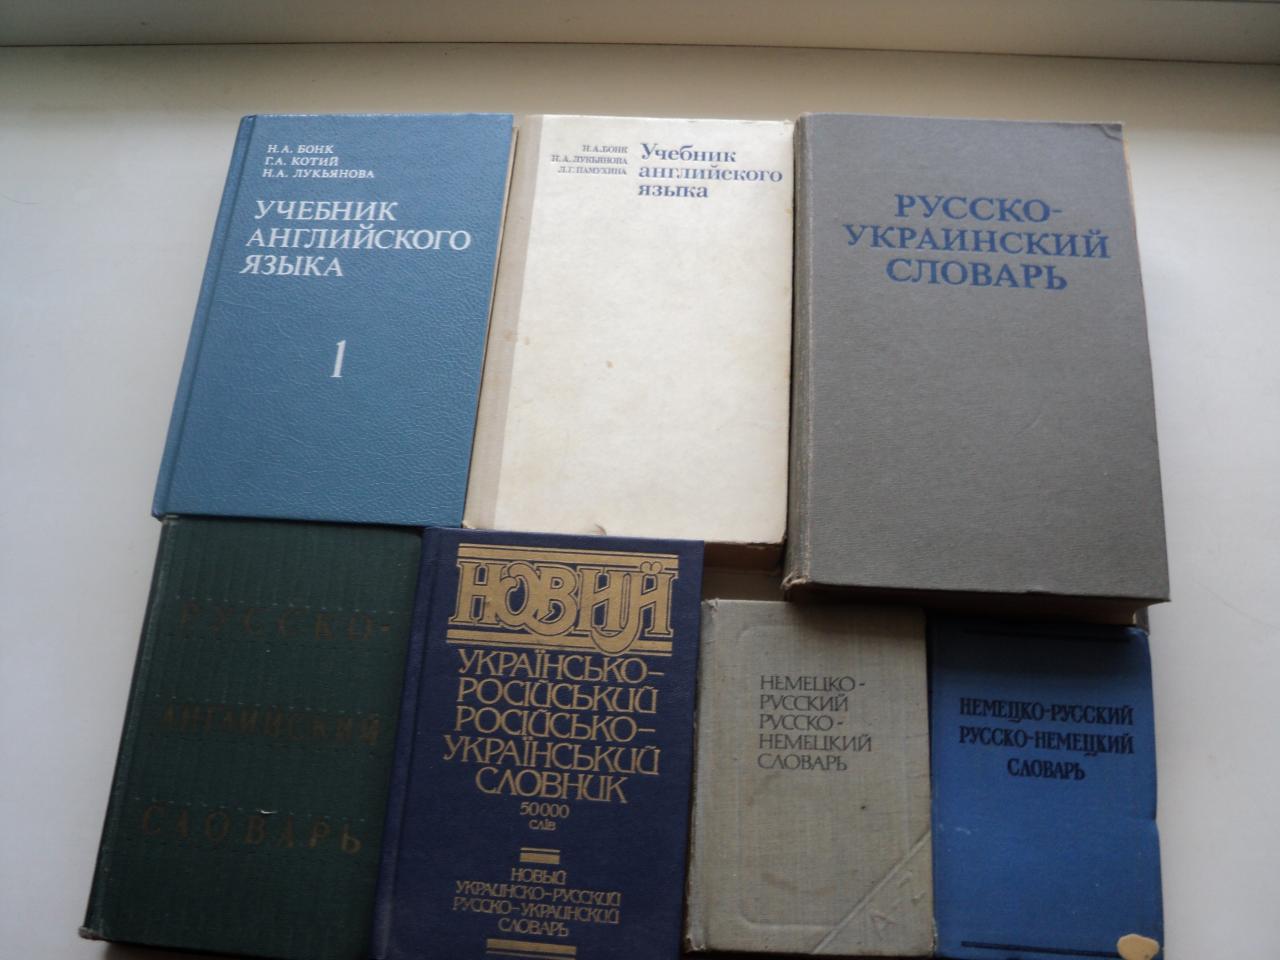 Н.А. БОНК
Г.А. КОТИЙ
Н.А. ЛУКЬЯНОВА
УЧЕБНИК
АНГЛИЙСКОГО
ЯЗЫКА
1
Н.А.БОНК
Н.А.ЛУКЬЯНОВА
Л.Г.ПАМУХИНА
Учебник
английского
языка
РУССКО-
УКРАИНСКИЙ
СЛОВАРЬ
РУССКО-
АНГЛИЙСКИЙ
СЛОВАРЬ
НОВИЙ
УКРАЇНСЬКО-
РОСІЙСЬКИЙ
РОСІЙСЬКО-
УКРАЇНСЬКИЙ
СЛОВНИК
50000
слів
НОВЫЙ
УКРАИНСКО-РУССКИЙ
РУССКО-УКРАИНСКИЙ
СЛОВАРЬ
НЕМЕЦКО-
РУССКИЙ
РУССКО-
НЕМЕЦКИЙ
СЛОВАРЬ
A-Z
НЕМЕЦКО-РУССКИЙ
РУССКО-НЕМЕЦКИЙ
СЛОВАРЬ